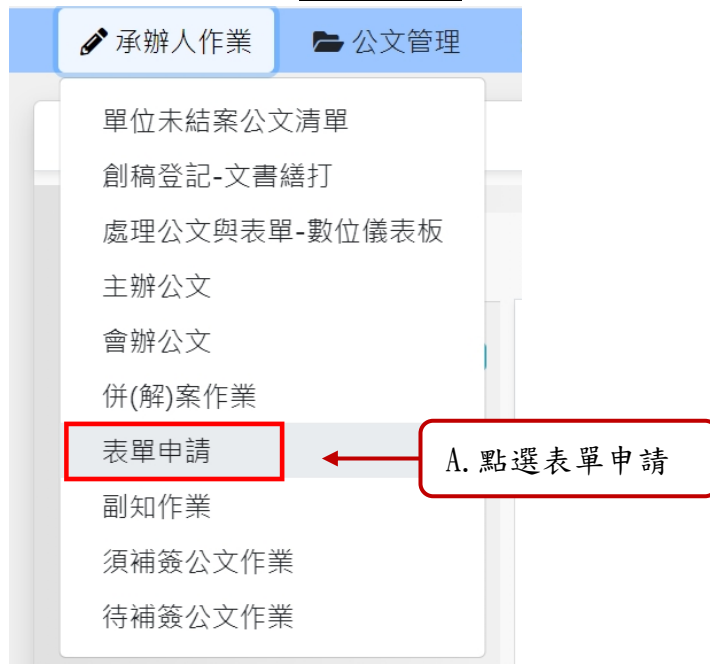 承辦人作業 公文管理
單位未結案公文清單
創稿登記-文書繕打
處理公文與表單-數位儀表板
主辦公文
會辦公文
併(解)案作業
表單申請
A.點選表單申請
副知作業
須補簽公文作業
待補簽公文作業